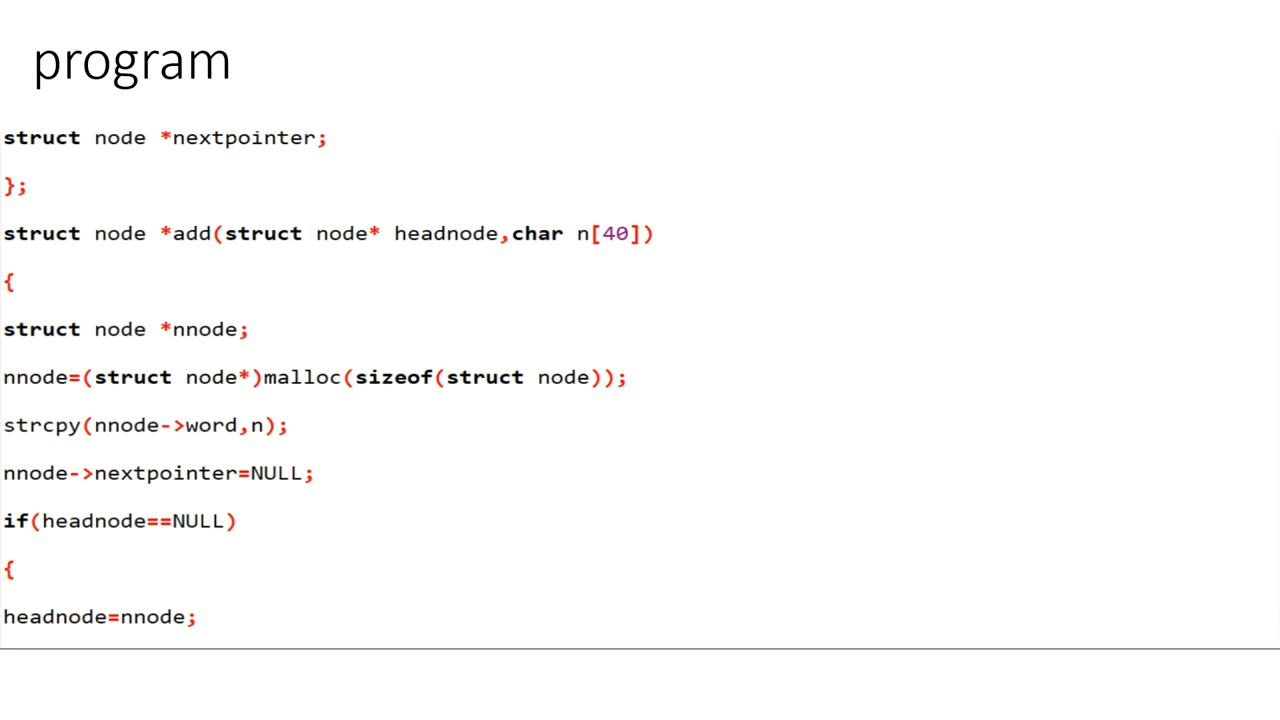 program
struct node *nextpointer;
};
struct node *add(struct node* headnode,char n[40])
{
struct node *nnode;
nnode=(struct node*)malloc(sizeof(struct node));
strcpy(nnode->word,n);
nnode->nextpointer=NULL;
if(headnode==NULL)
{
headnode=nnode;